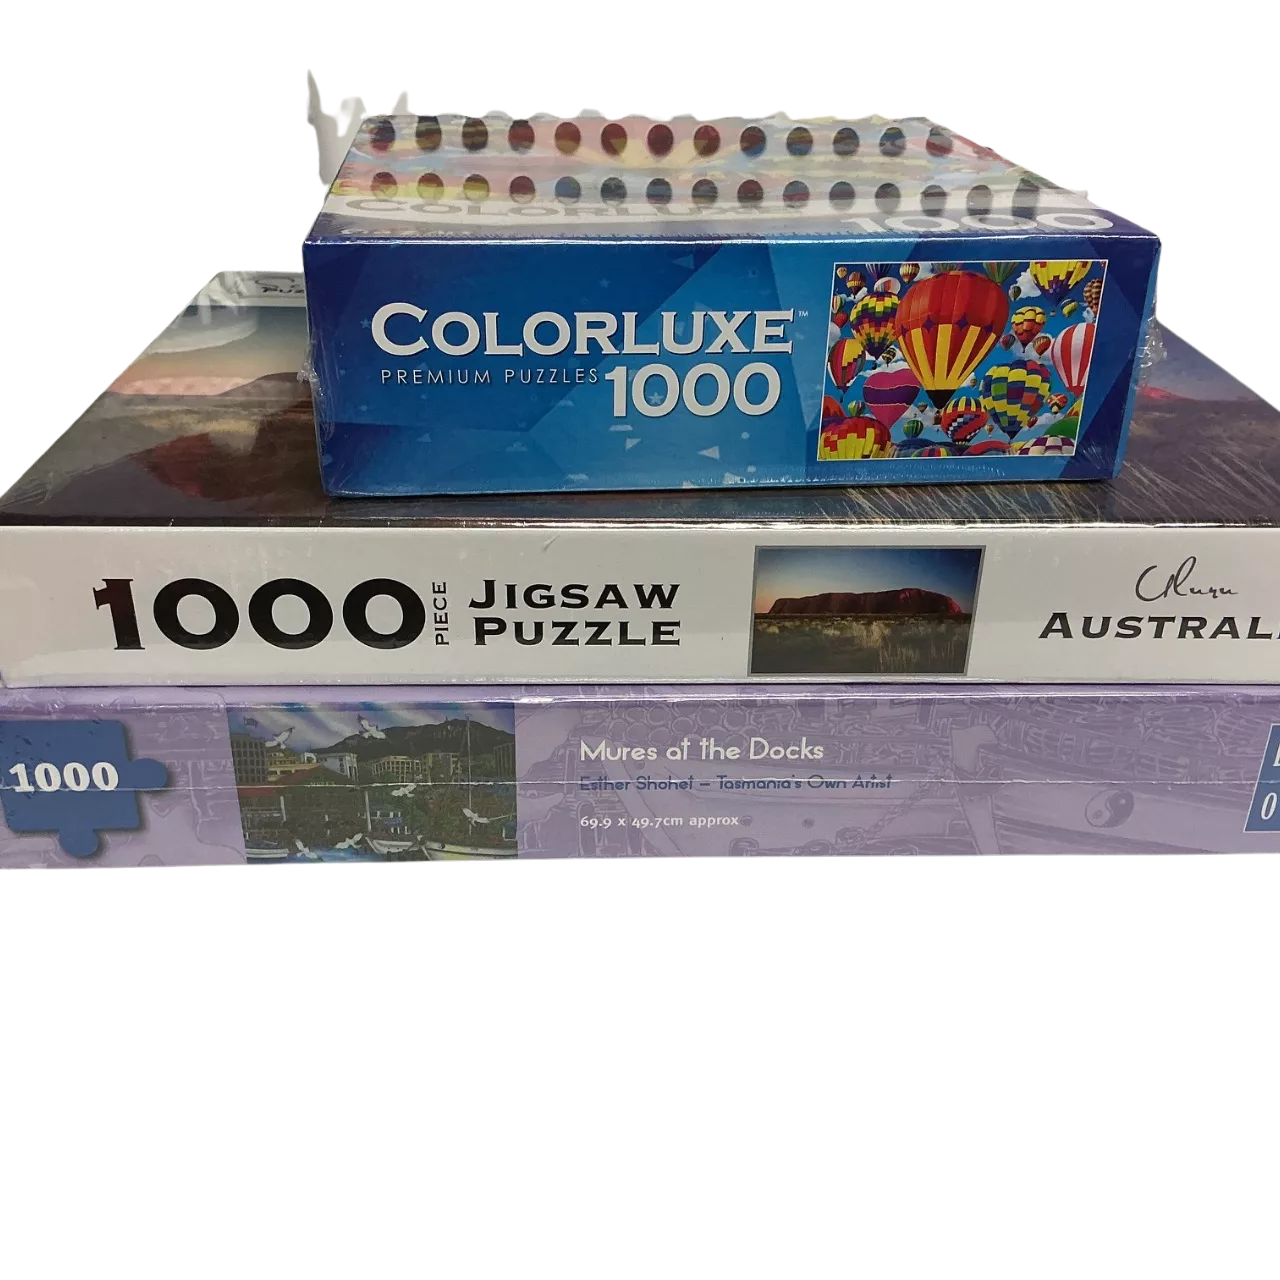 COLORLUXE
1000
COLORLUXE™
PREMIUM PUZZLES 1000
1000 PIECE JIGSAW PUZZLE
Uluru
AUSTRALI
1000
Mures at the Docks
Esther Shohet – Tasmania's Own Artist
69.9 x 49.7cm approx